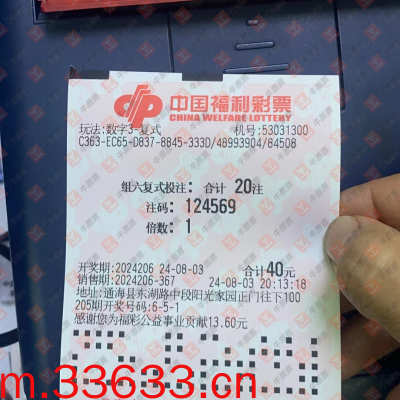 中国福利彩票
CHINA WELFARE LOTTERY
玩法:数字3-复式 机号:53031300
C363-EC65-D837-8845-333D/48993904/64508
组六复式投注: 合计 20注
注码: 124569
倍数: 1
开奖期:2024206 24-08-03 合计40元
销售期:2024206-367 24-08-03 20:13:18
地址:通海县东湖路中段阳光家园正门往下100
205期开奖号码:6-5-1
感谢您为福彩公益事业贡献13.60元
m.33633.cn